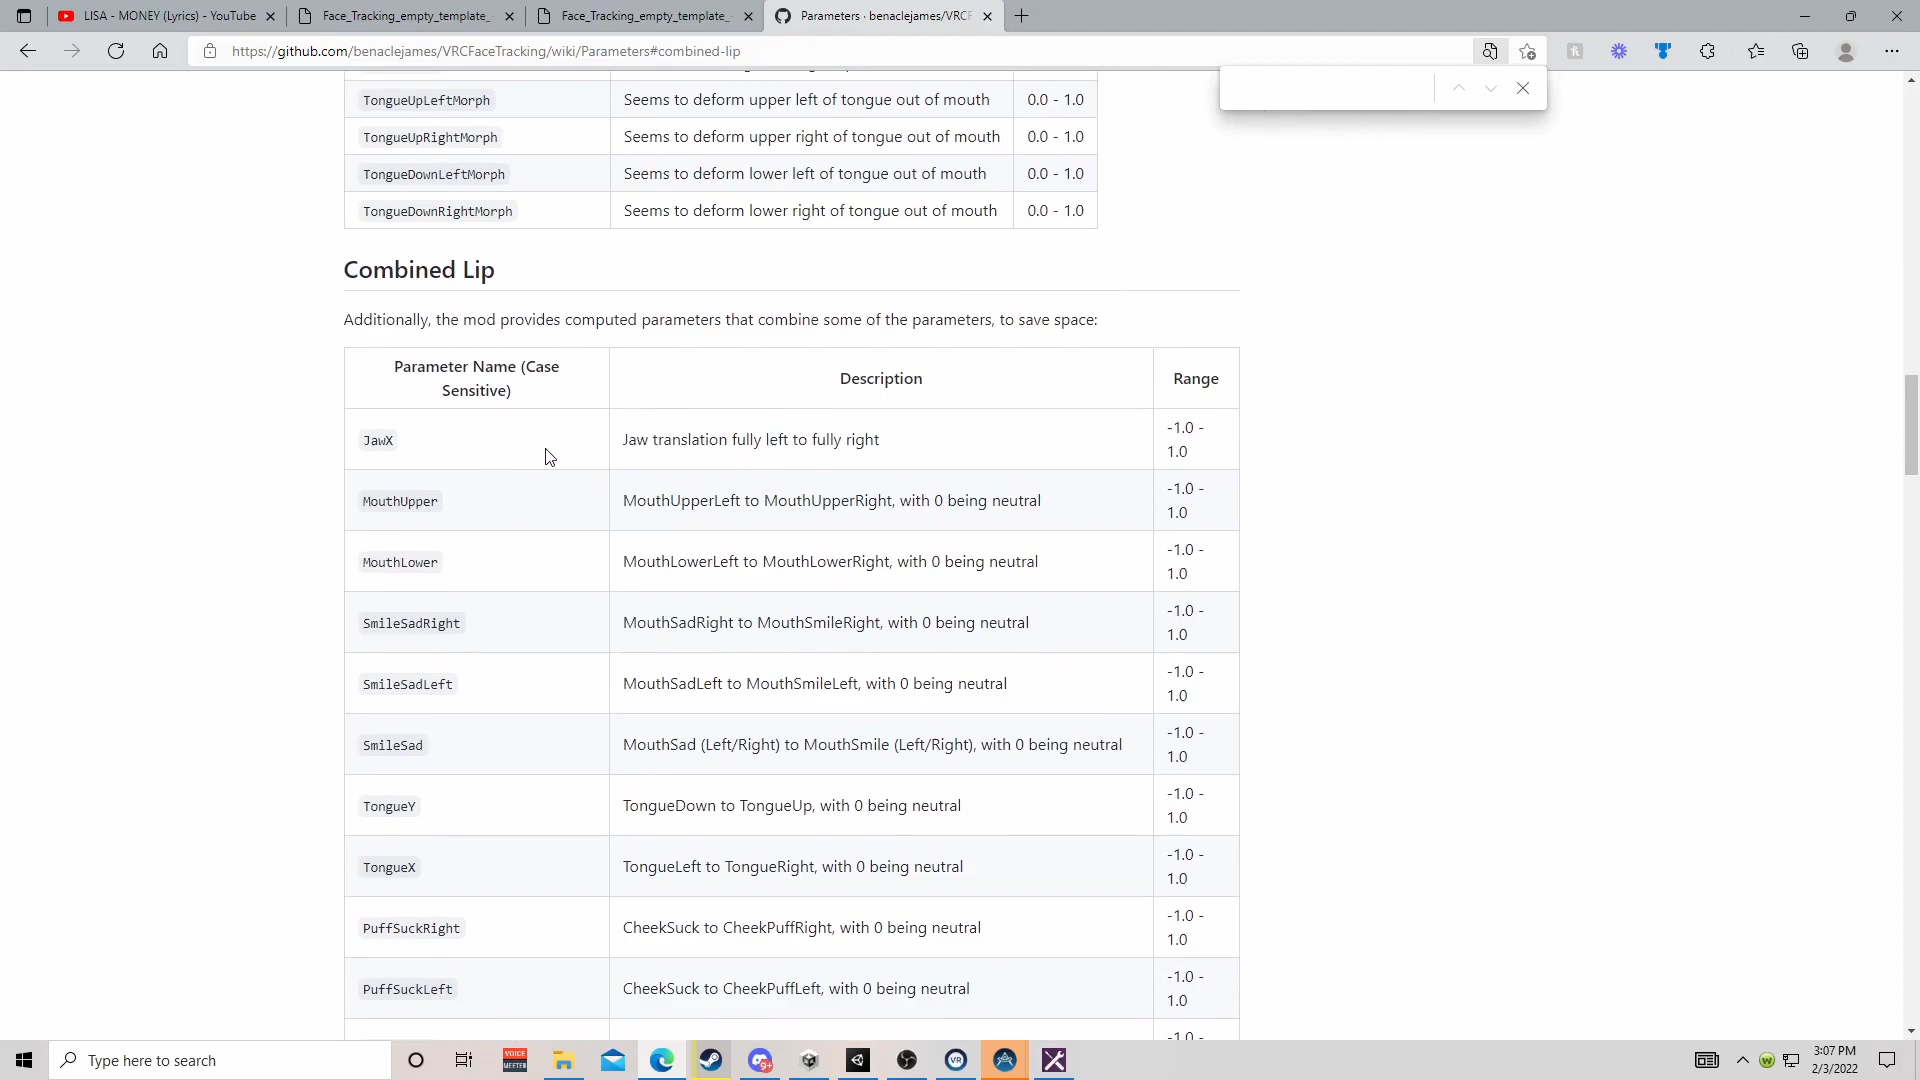 LISA - MONEY (Lyrics) - YouTube
Face_Tracking_empty_template_
Face_Tracking_empty_template_
Parameters · benaclejames/VRCF
https://github.com/benaclejames/VRCFaceTracking/wiki/Parameters#combined-lip
TongueUpLeftMorph Seems to deform upper left of tongue out of mouth 0.0 - 1.0
TongueUpRightMorph Seems to deform upper right of tongue out of mouth 0.0 - 1.0
TongueDownLeftMorph Seems to deform lower left of tongue out of mouth 0.0 - 1.0
TongueDownRightMorph Seems to deform lower right of tongue out of mouth 0.0 - 1.0
Combined Lip
Additionally, the mod provides computed parameters that combine some of the parameters, to save space:
Parameter Name (Case
Sensitive)
Description
Range
JawX
Jaw translation fully left to fully right
-1.0 -
1.0
MouthUpper
MouthUpperLeft to MouthUpperRight, with 0 being neutral
-1.0 -
1.0
MouthLower
MouthLowerLeft to MouthLowerRight, with 0 being neutral
-1.0 -
1.0
SmileSadRight
MouthSadRight to MouthSmileRight, with 0 being neutral
-1.0 -
1.0
SmileSadLeft
MouthSadLeft to MouthSmileLeft, with 0 being neutral
-1.0 -
1.0
SmileSad
MouthSad (Left/Right) to MouthSmile (Left/Right), with 0 being neutral
-1.0 -
1.0
TongueY
TongueDown to TongueUp, with 0 being neutral
-1.0 -
1.0
TongueX
TongueLeft to TongueRight, with 0 being neutral
-1.0 -
1.0
PuffSuckRight
CheekSuck to CheekPuffRight, with 0 being neutral
-1.0 -
1.0
PuffSuckLeft
CheekSuck to CheekPuffLeft, with 0 being neutral
-1.0 -
1.0
-1.0 -
Type here to search
VOICE
MEETER
VR
3:07 PM
2/3/2022